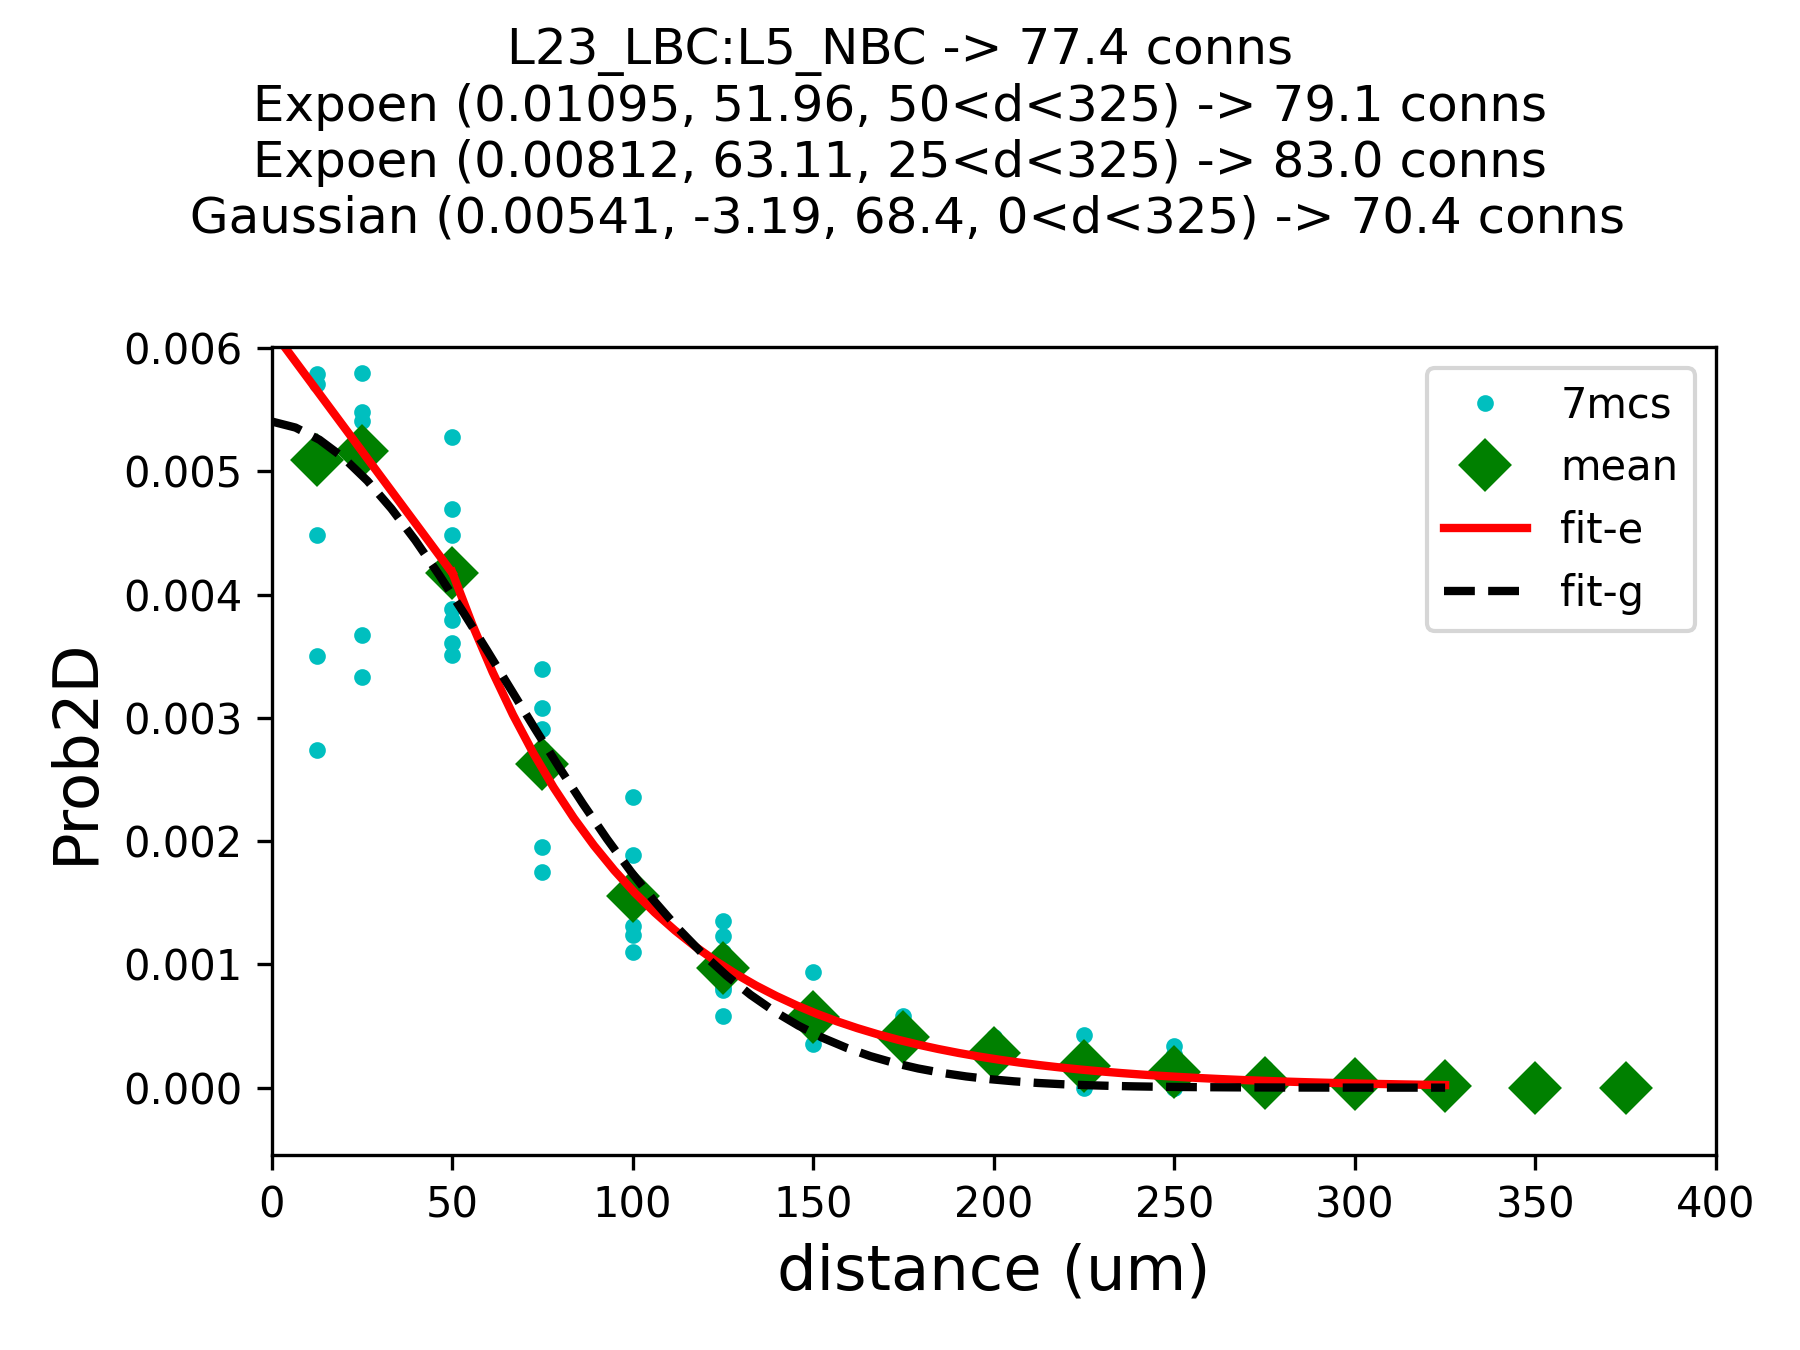 L23_LBC:L5_NBC -> 77.4 conns
Expoen (0.01095, 51.96, 50<d<325) -> 79.1 conns
Expoen (0.00812, 63.11, 25<d<325) -> 83.0 conns
Gaussian (0.00541, -3.19, 68.4, 0<d<325) -> 70.4 conns
0.006
0.005
0.004
0.003
0.002
0.001
0.000
Prob2D
7mcs
mean
fit-e
fit-g
0 50 100 150 200 250 300 350 400
distance (um)